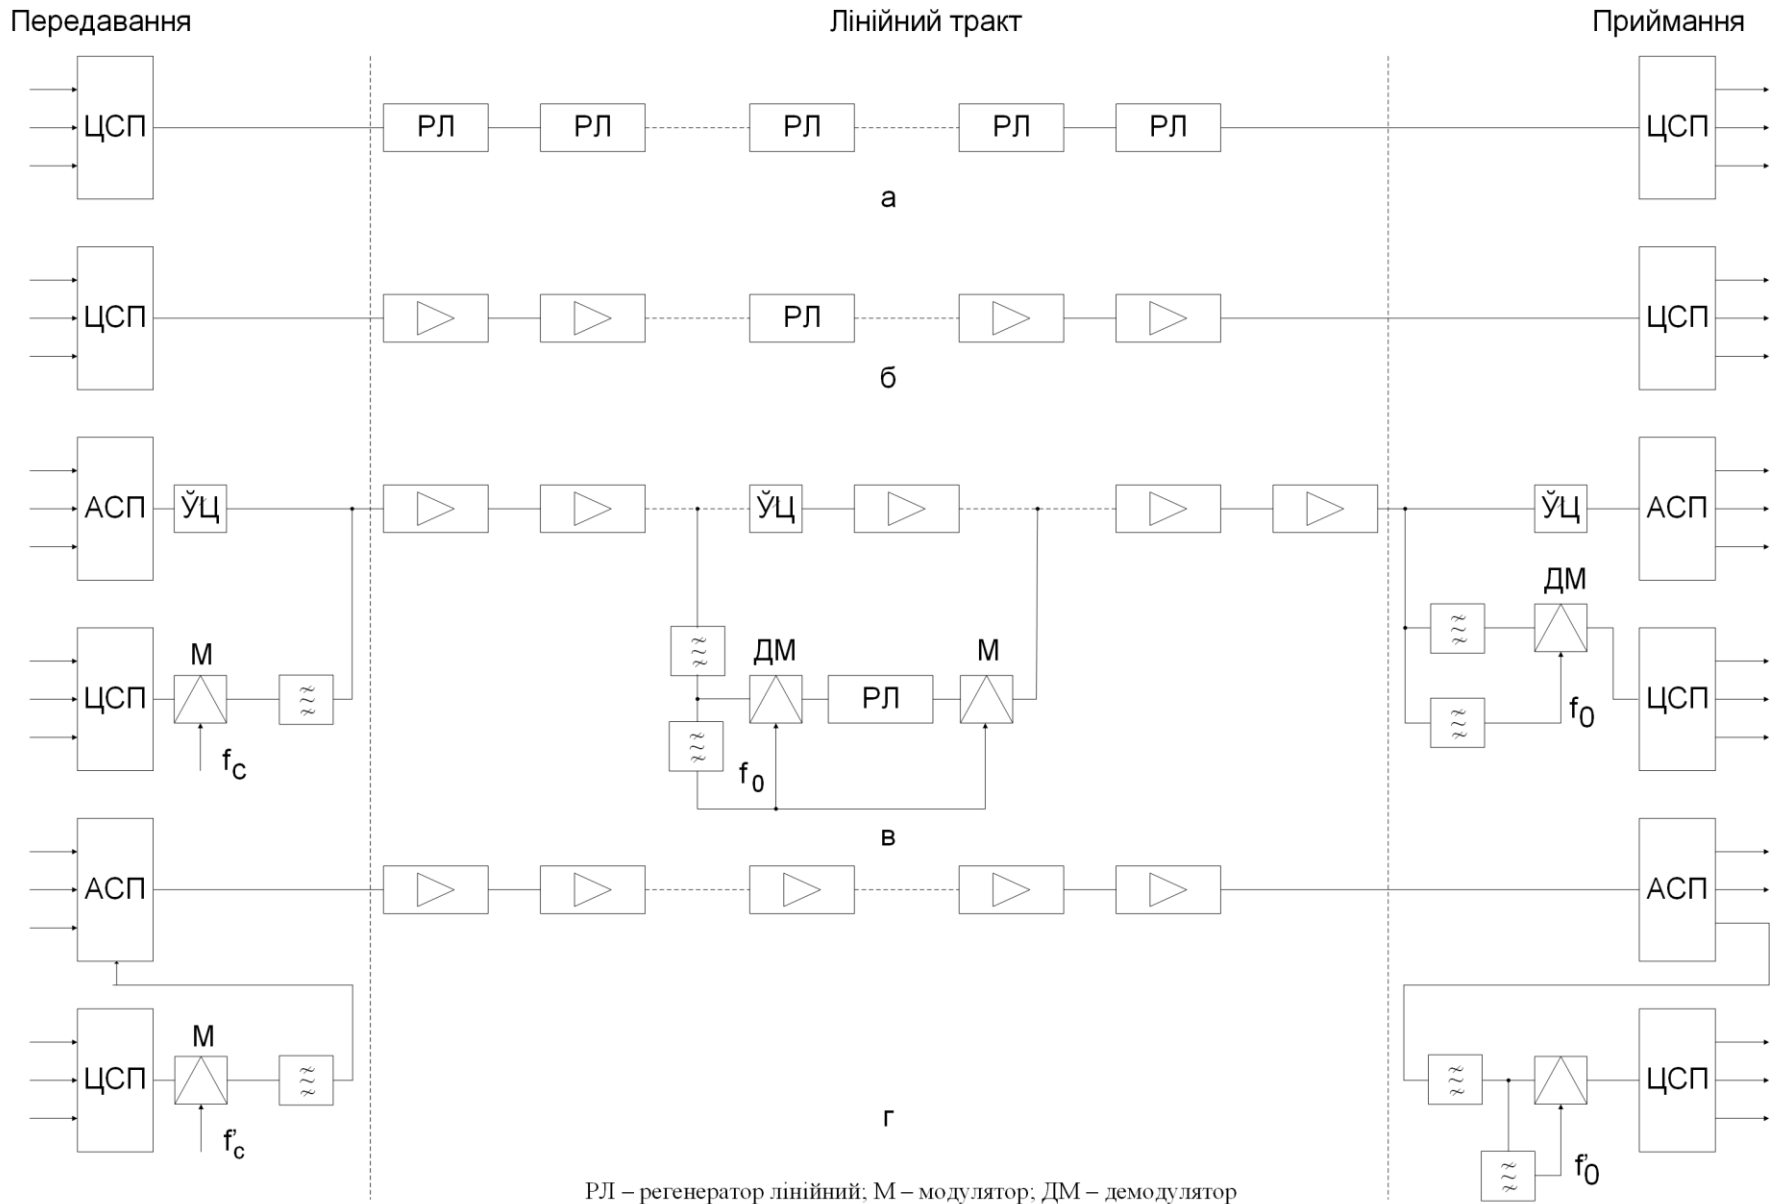 Передавання Лінійний тракт Приймання
ЦСП РЛ РЛ РЛ РЛ РЛ ЦСП
а
ЦСП РЛ ЦСП
б
АСП ЎЦ ЎЦ ЎЦ АСП
ДМ
М ДМ М
ЦСП РЛ ЦСП
fc f0 f0
в
АСП АСП
М
ЦСП ЦСП
f'c г f'0
РЛ – регенератор лінійний; М – модулятор; ДМ – демодулятор